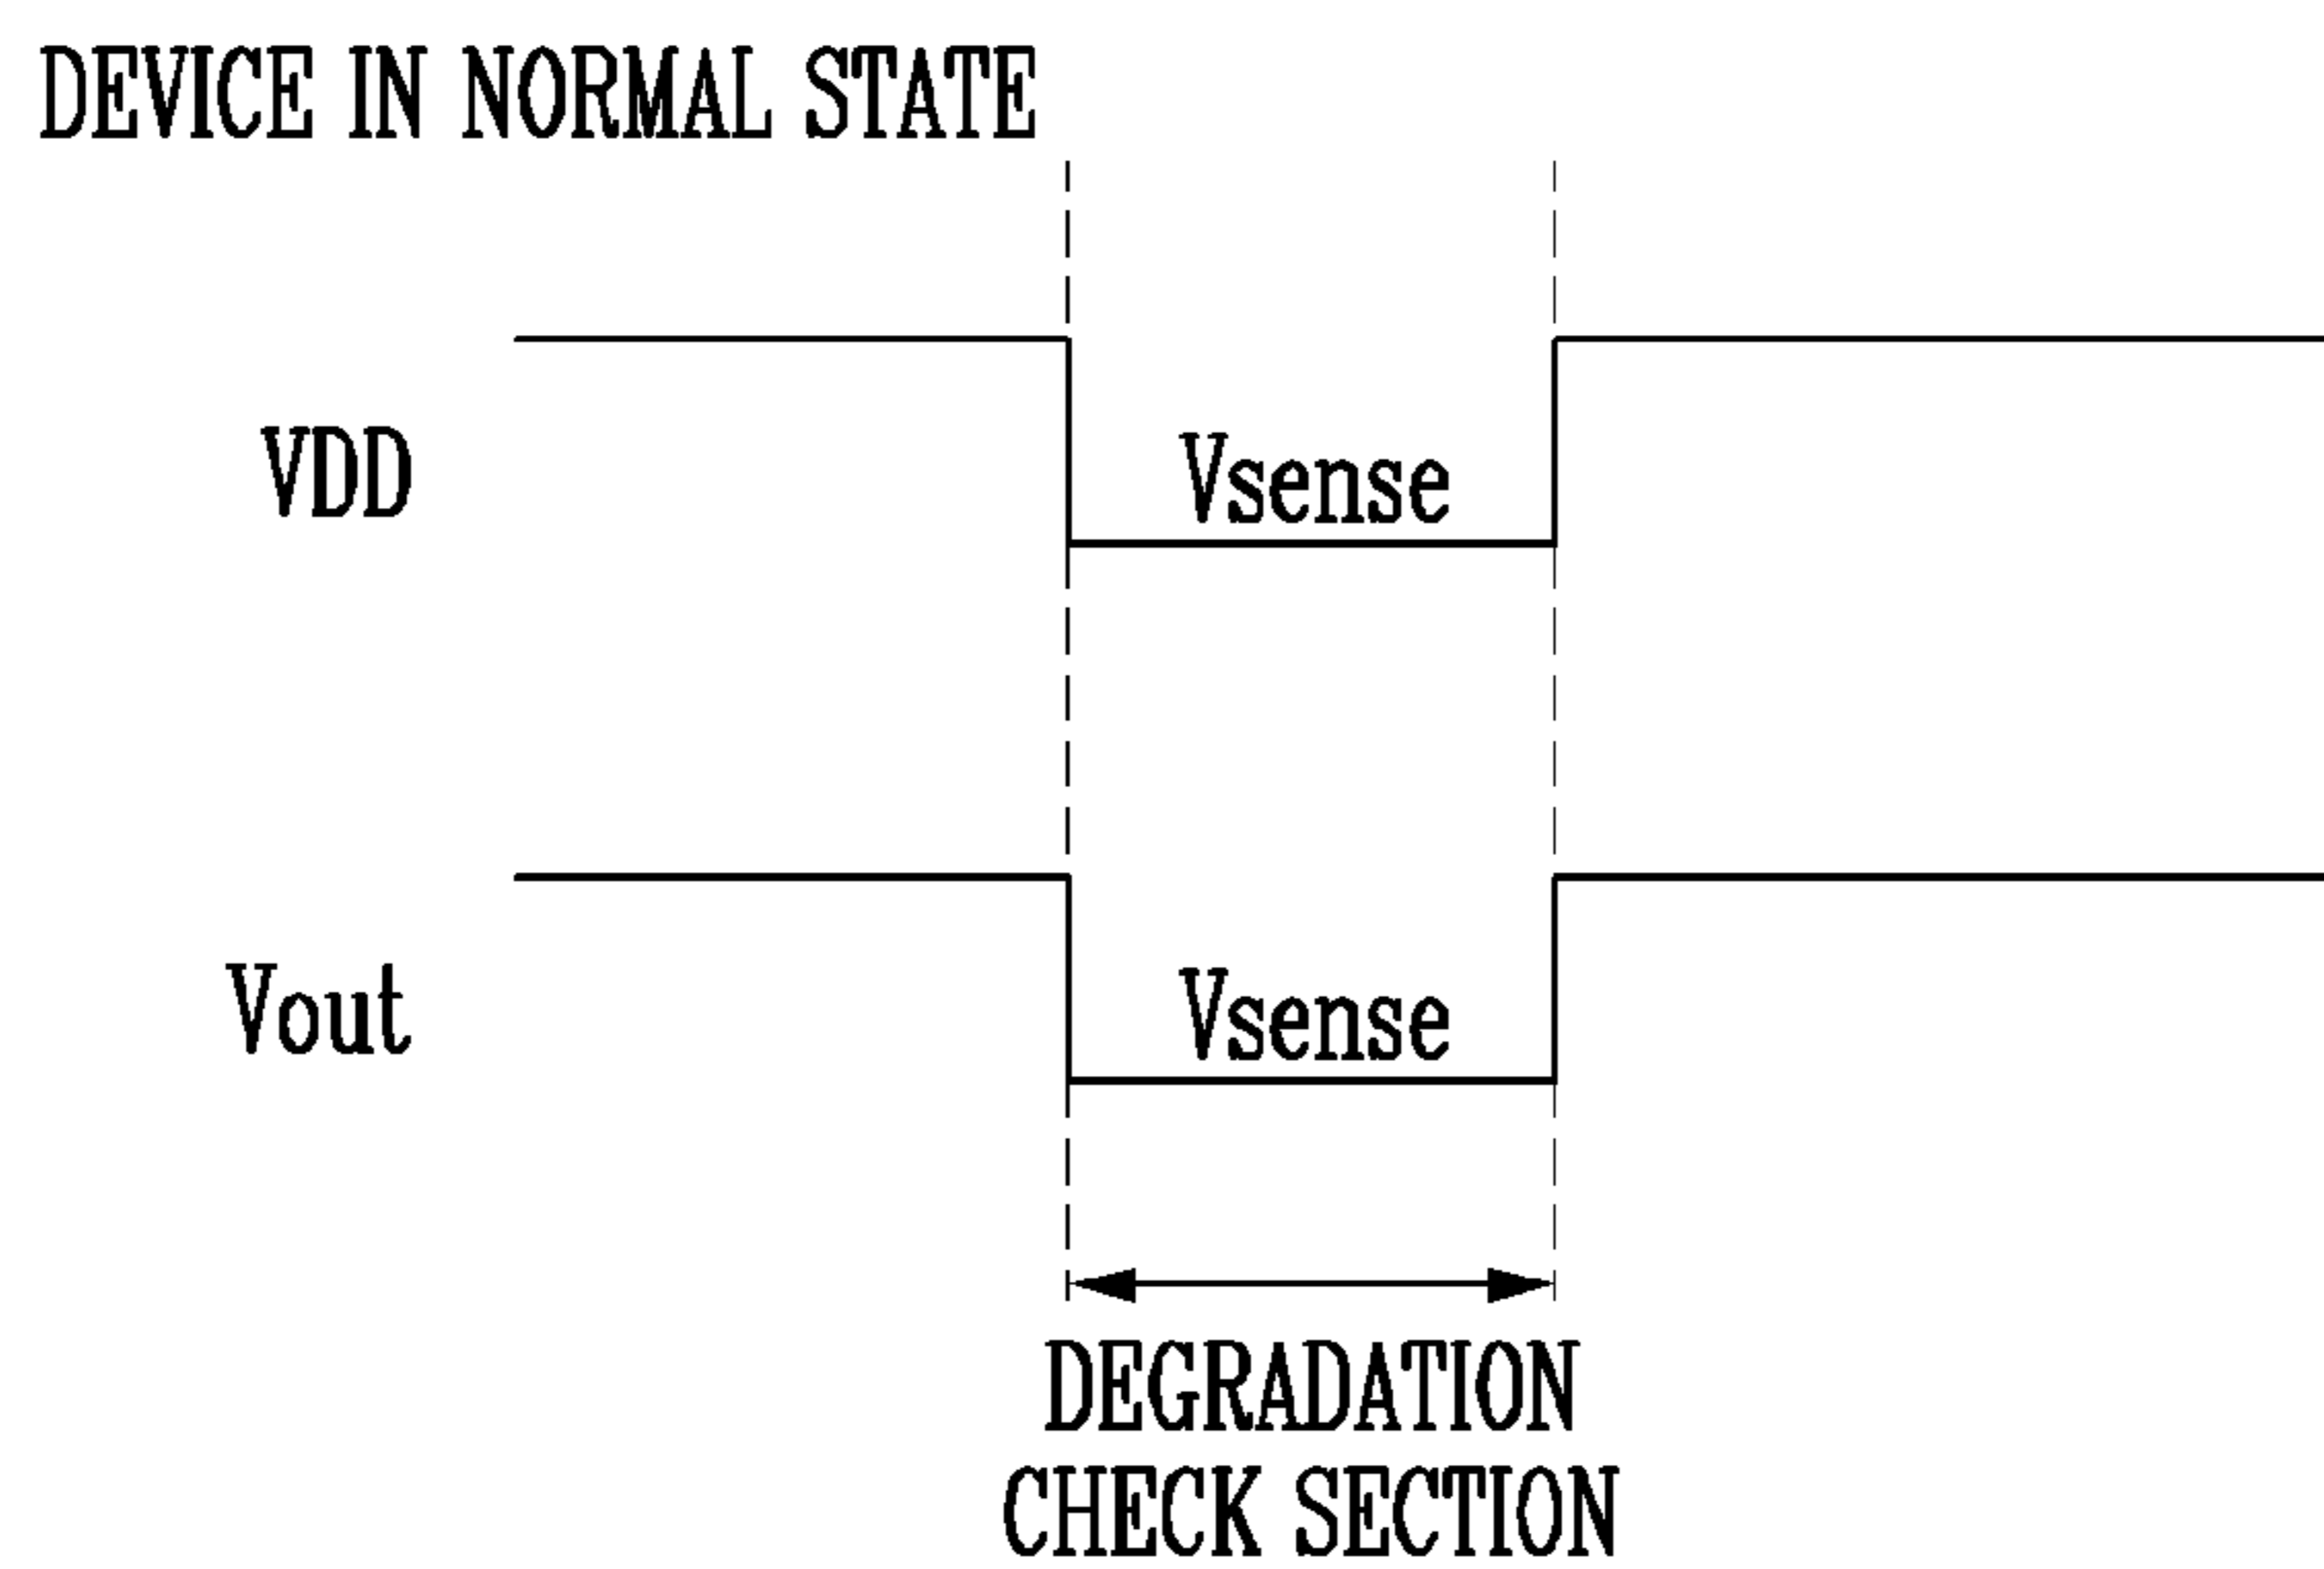 DEVICE IN NORMAL STATE
VDD
Vsense
Vout
Vsense
DEGRADATION
CHECK SECTION